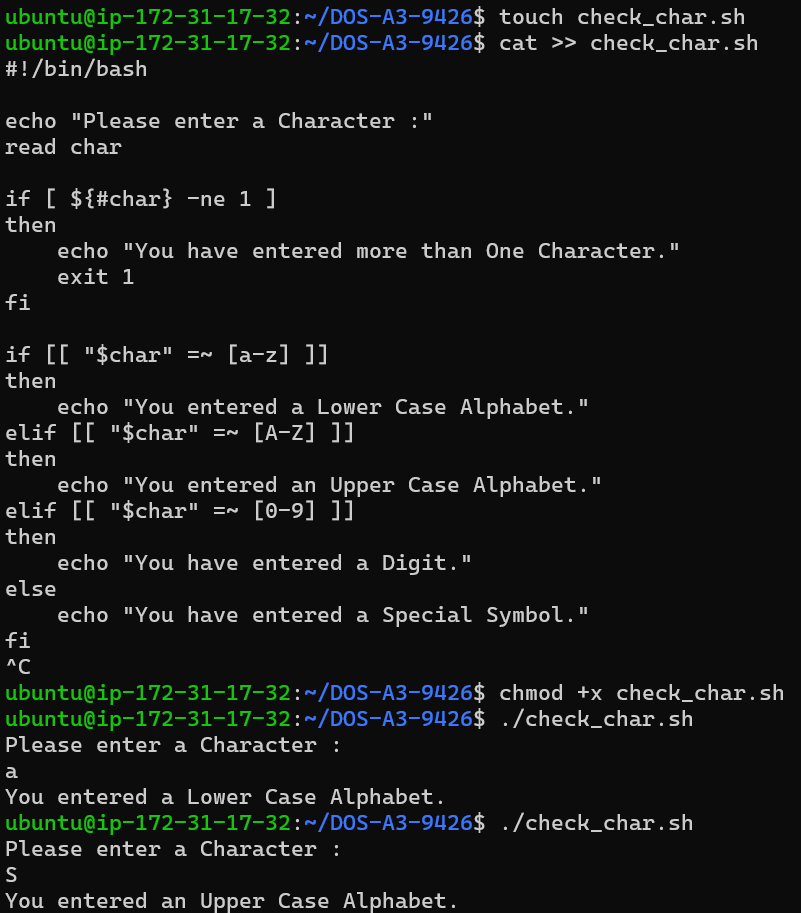 ubuntu@ip-172-31-17-32:~/DOS-A3-9426$ touch check_char.sh
ubuntu@ip-172-31-17-32:~/DOS-A3-9426$ cat >> check_char.sh
#!/bin/bash

echo "Please enter a Character :"
read char

if [ ${#char} -ne 1 ]
then
    echo "You have entered more than One Character."
    exit 1
fi

if [[ "$char" =~ [a-z] ]]
then
    echo "You entered a Lower Case Alphabet."
elif [[ "$char" =~ [A-Z] ]]
then
    echo "You entered an Upper Case Alphabet."
elif [[ "$char" =~ [0-9] ]]
then
    echo "You have entered a Digit."
else
    echo "You have entered a Special Symbol."
fi
^C
ubuntu@ip-172-31-17-32:~/DOS-A3-9426$ chmod +x check_char.sh
ubuntu@ip-172-31-17-32:~/DOS-A3-9426$ ./check_char.sh
Please enter a Character :
a
You entered a Lower Case Alphabet.
ubuntu@ip-172-31-17-32:~/DOS-A3-9426$ ./check_char.sh
Please enter a Character :
S
You entered an Upper Case Alphabet.